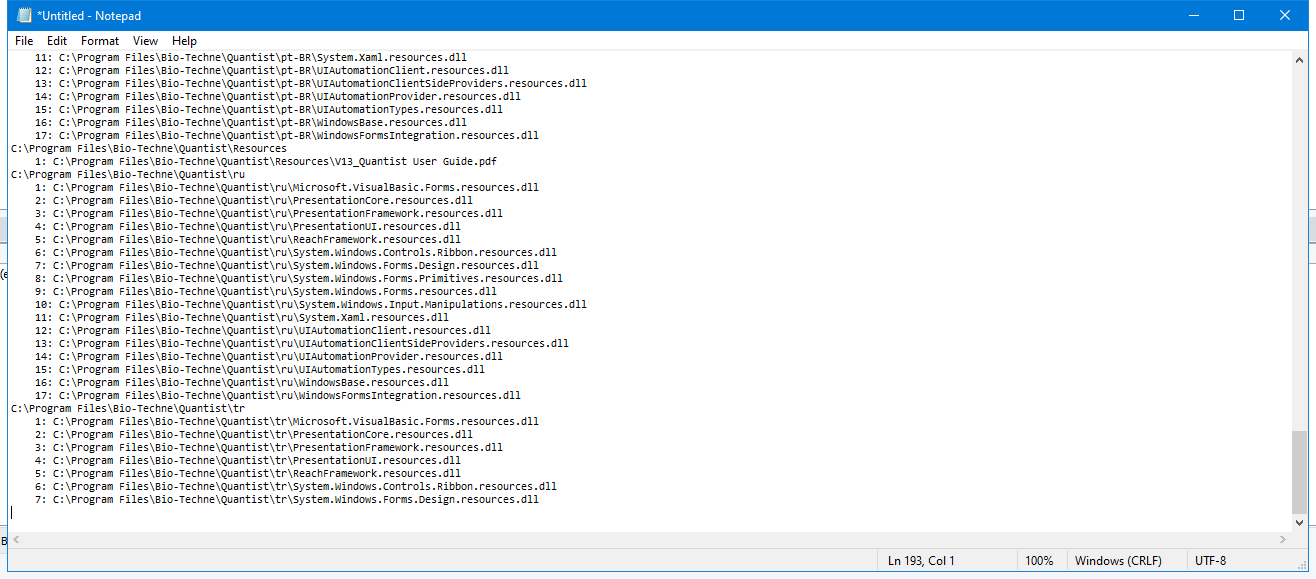 *Untitled - Notepad
File Edit Format View Help
11: C:\Program Files\Bio-Techne\Quantist\pt-BR\System.Xaml.resources.dll
12: C:\Program Files\Bio-Techne\Quantist\pt-BR\UIAutomationClient.resources.dll
13: C:\Program Files\Bio-Techne\Quantist\pt-BR\UIAutomationClientSideProviders.resources.dll
14: C:\Program Files\Bio-Techne\Quantist\pt-BR\UIAutomationProvider.resources.dll
15: C:\Program Files\Bio-Techne\Quantist\pt-BR\UIAutomationTypes.resources.dll
16: C:\Program Files\Bio-Techne\Quantist\pt-BR\WindowsBase.resources.dll
17: C:\Program Files\Bio-Techne\Quantist\pt-BR\WindowsFormsIntegration.resources.dll
C:\Program Files\Bio-Techne\Quantist\Resources
1: C:\Program Files\Bio-Techne\Quantist\Resources\V13_Quantist User Guide.pdf
C:\Program Files\Bio-Techne\Quantist\ru
1: C:\Program Files\Bio-Techne\Quantist\ru\Microsoft.VisualBasic.Forms.resources.dll
2: C:\Program Files\Bio-Techne\Quantist\ru\PresentationCore.resources.dll
3: C:\Program Files\Bio-Techne\Quantist\ru\PresentationFramework.resources.dll
4: C:\Program Files\Bio-Techne\Quantist\ru\PresentationUI.resources.dll
5: C:\Program Files\Bio-Techne\Quantist\ru\ReachFramework.resources.dll
6: C:\Program Files\Bio-Techne\Quantist\ru\System.Windows.Controls.Ribbon.resources.dll
7: C:\Program Files\Bio-Techne\Quantist\ru\System.Windows.Forms.Design.resources.dll
8: C:\Program Files\Bio-Techne\Quantist\ru\System.Windows.Forms.Primitives.resources.dll
9: C:\Program Files\Bio-Techne\Quantist\ru\System.Windows.Forms.resources.dll
10: C:\Program Files\Bio-Techne\Quantist\ru\System.Windows.Input.Manipulations.resources.dll
11: C:\Program Files\Bio-Techne\Quantist\ru\System.Xaml.resources.dll
12: C:\Program Files\Bio-Techne\Quantist\ru\UIAutomationClient.resources.dll
13: C:\Program Files\Bio-Techne\Quantist\ru\UIAutomationClientSideProviders.resources.dll
14: C:\Program Files\Bio-Techne\Quantist\ru\UIAutomationProvider.resources.dll
15: C:\Program Files\Bio-Techne\Quantist\ru\UIAutomationTypes.resources.dll
16: C:\Program Files\Bio-Techne\Quantist\ru\WindowsBase.resources.dll
17: C:\Program Files\Bio-Techne\Quantist\ru\WindowsFormsIntegration.resources.dll
C:\Program Files\Bio-Techne\Quantist\tr
1: C:\Program Files\Bio-Techne\Quantist\tr\Microsoft.VisualBasic.Forms.resources.dll
2: C:\Program Files\Bio-Techne\Quantist\tr\PresentationCore.resources.dll
3: C:\Program Files\Bio-Techne\Quantist\tr\PresentationFramework.resources.dll
4: C:\Program Files\Bio-Techne\Quantist\tr\PresentationUI.resources.dll
5: C:\Program Files\Bio-Techne\Quantist\tr\ReachFramework.resources.dll
6: C:\Program Files\Bio-Techne\Quantist\tr\System.Windows.Controls.Ribbon.resources.dll
7: C:\Program Files\Bio-Techne\Quantist\tr\System.Windows.Forms.Design.resources.dll
Ln 193, Col 1 100% Windows (CRLF) UTF-8